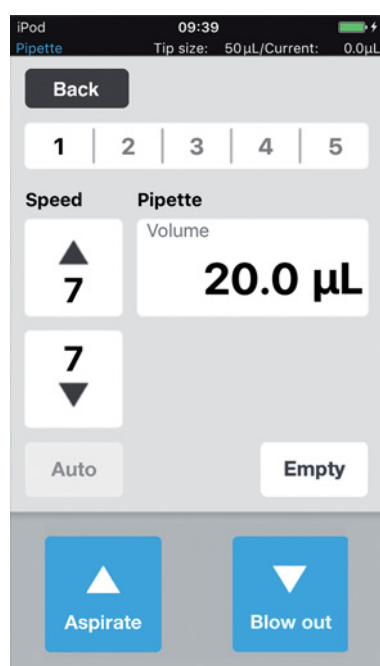 iPod 09:39
Pipette Tip size: 50µL/Current: 0.0µL
Back
1 2 3 4 5
Speed Pipette
Volume
7 20.0 µL
7
Auto Empty
Aspirate Blow out